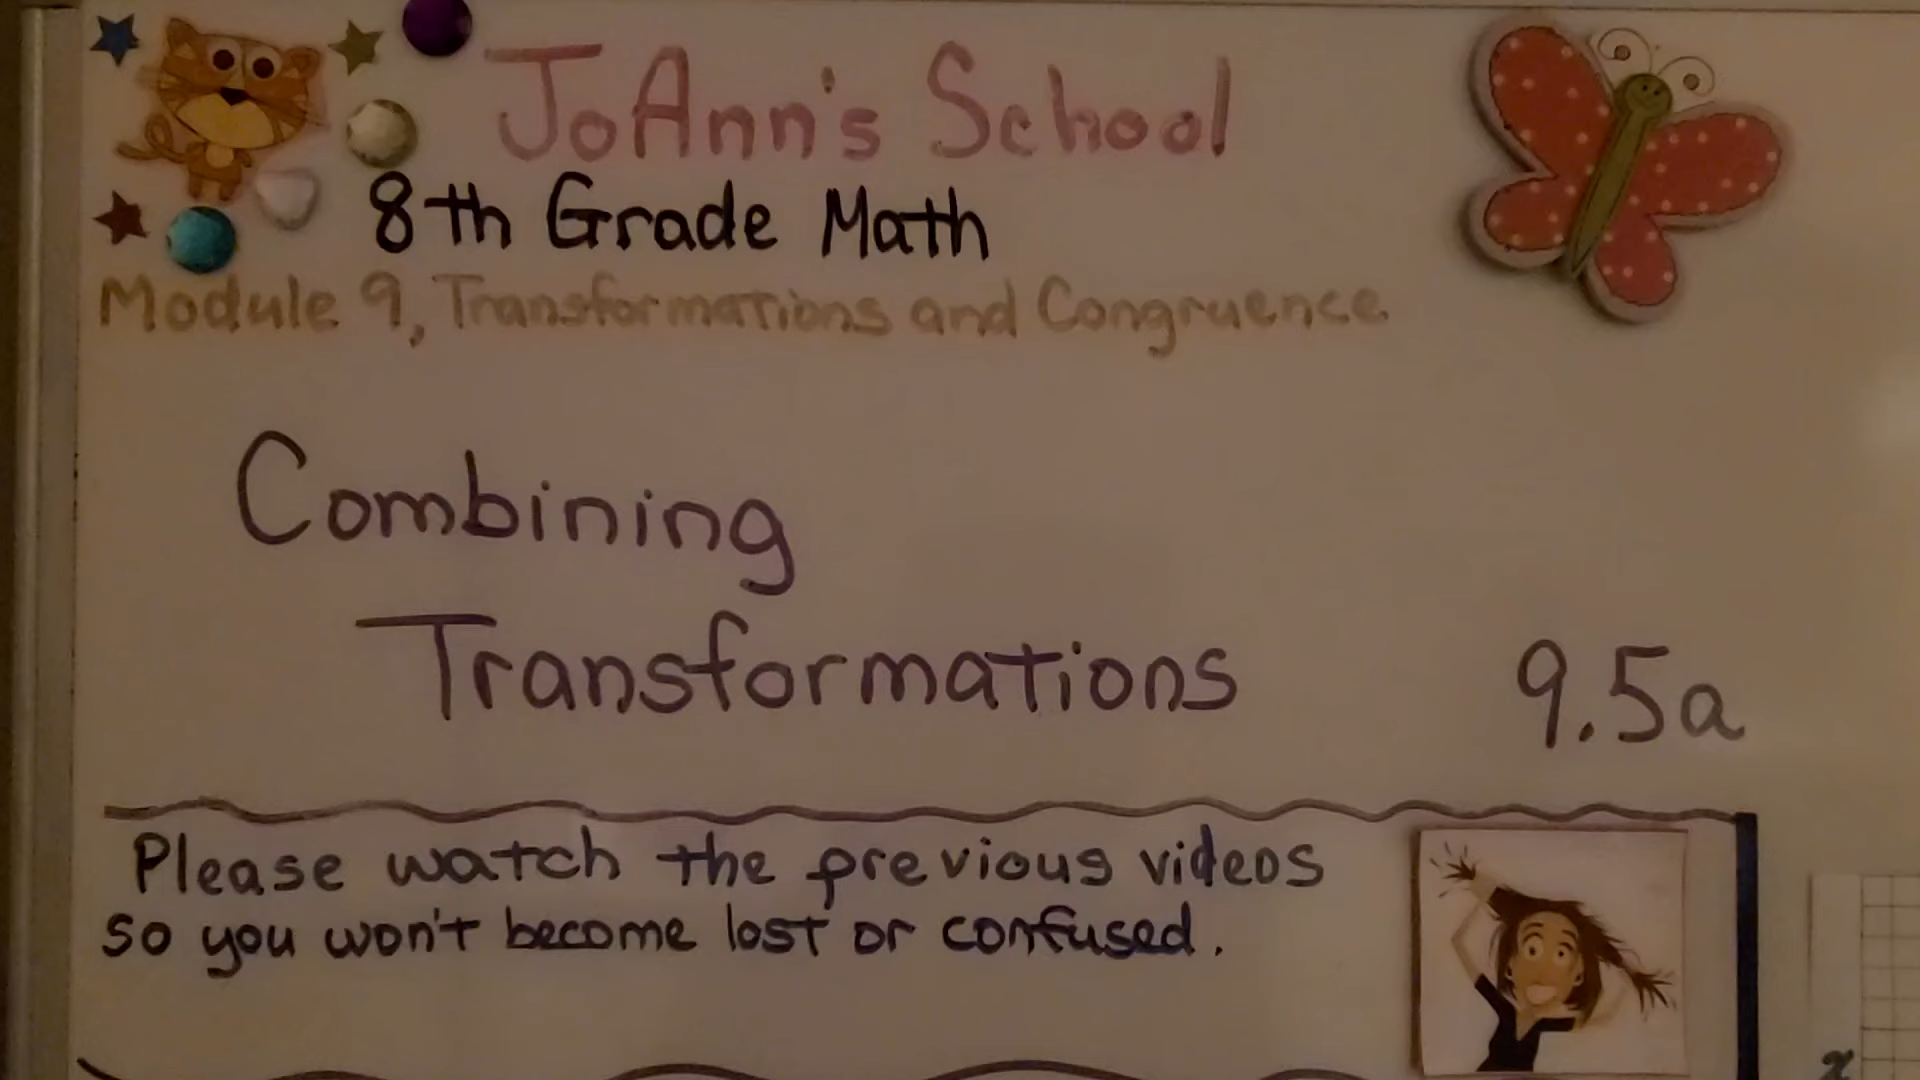 JoAnn's School
8th Grade Math
Module 9, Transformations and Congruence
Combining
Transformations
9.5a
Please watch the previous videos
so you won't become lost or confused.
x